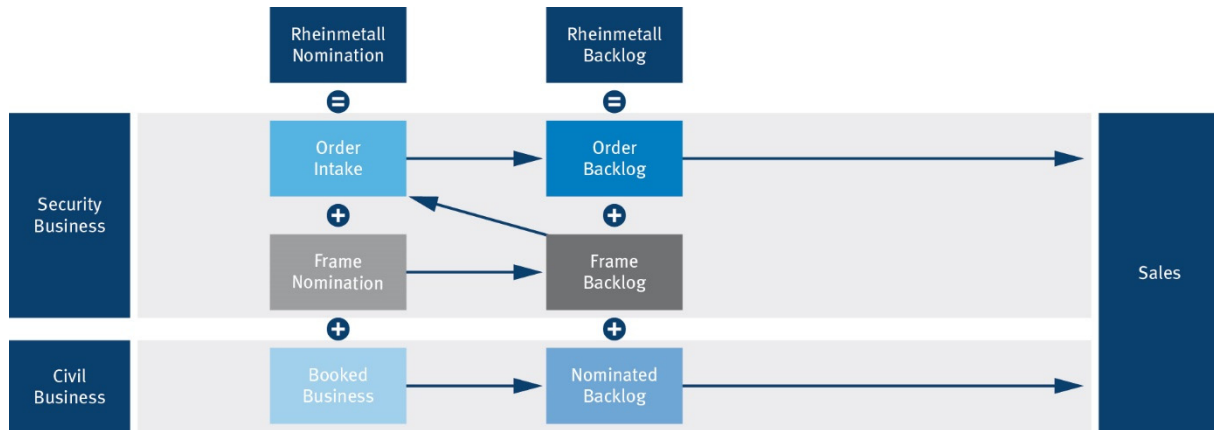 Rheinmetall
Nomination
Rheinmetall
Backlog
=
=
Security
Business
Order
Intake
Order
Backlog
+
+
Frame
Nomination
Frame
Backlog
Sales
+
+
Civil
Business
Booked
Business
Nominated
Backlog